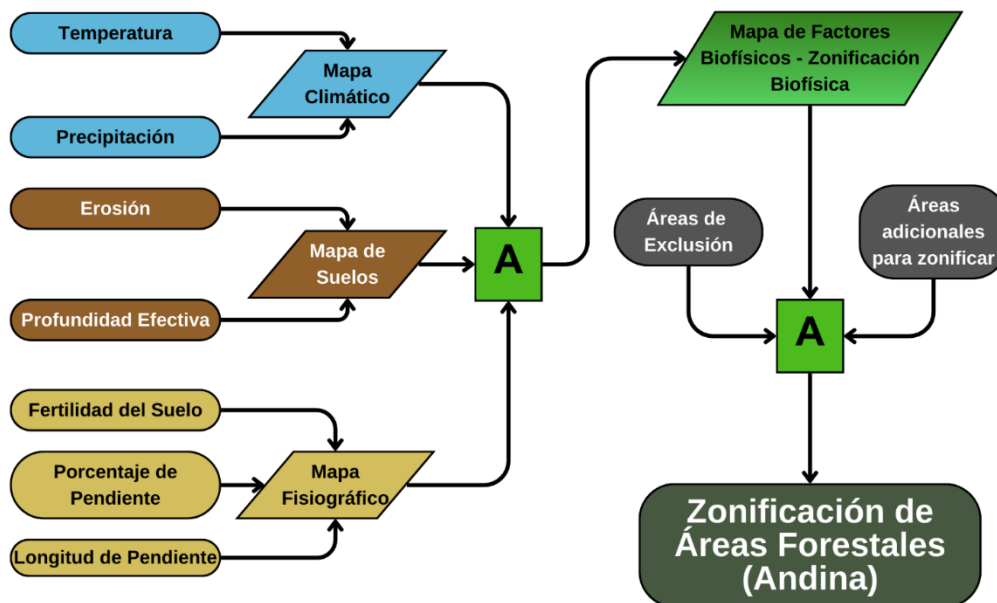 Temperatura
Mapa
Climático
Precipitación
Erosión
Mapa de
Suelos
Profundidad Efectiva
Fertilidad del Suelo
Porcentaje de
Pendiente
Mapa
Fisiográfico
Longitud de Pendiente
A
Mapa de Factores
Biofísicos - Zonificación
Biofísica
Áreas de
Exclusión
Áreas
adicionales
para zonificar
A
Zonificación de
Áreas Forestales
(Andina)